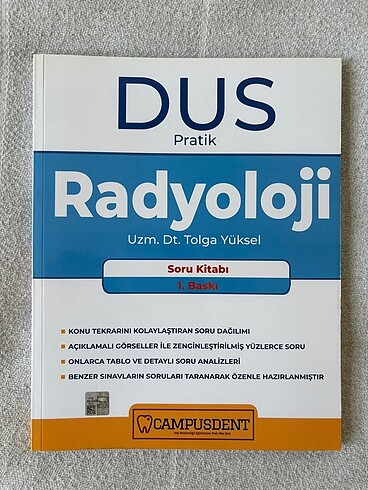 DUS
Pratik
Radyoloji
Uzm. Dt. Tolga Yüksel
Soru Kitabı
1. Baskı
KONU TEKRARINI KOLAYLAŞTIRAN SORU DAĞILIMI
AÇIKLAMALI GÖRSELLER İLE ZENGİNLEŞTİRİLMİŞ YÜZLERCE SORU
ONLARCA TABLO VE DETAYLI SORU ANALİZLERİ
BENZER SINAVLARIN SORULARI TARANARAK ÖZENLE HAZIRLANMIŞTIR
CAMPUSDENT